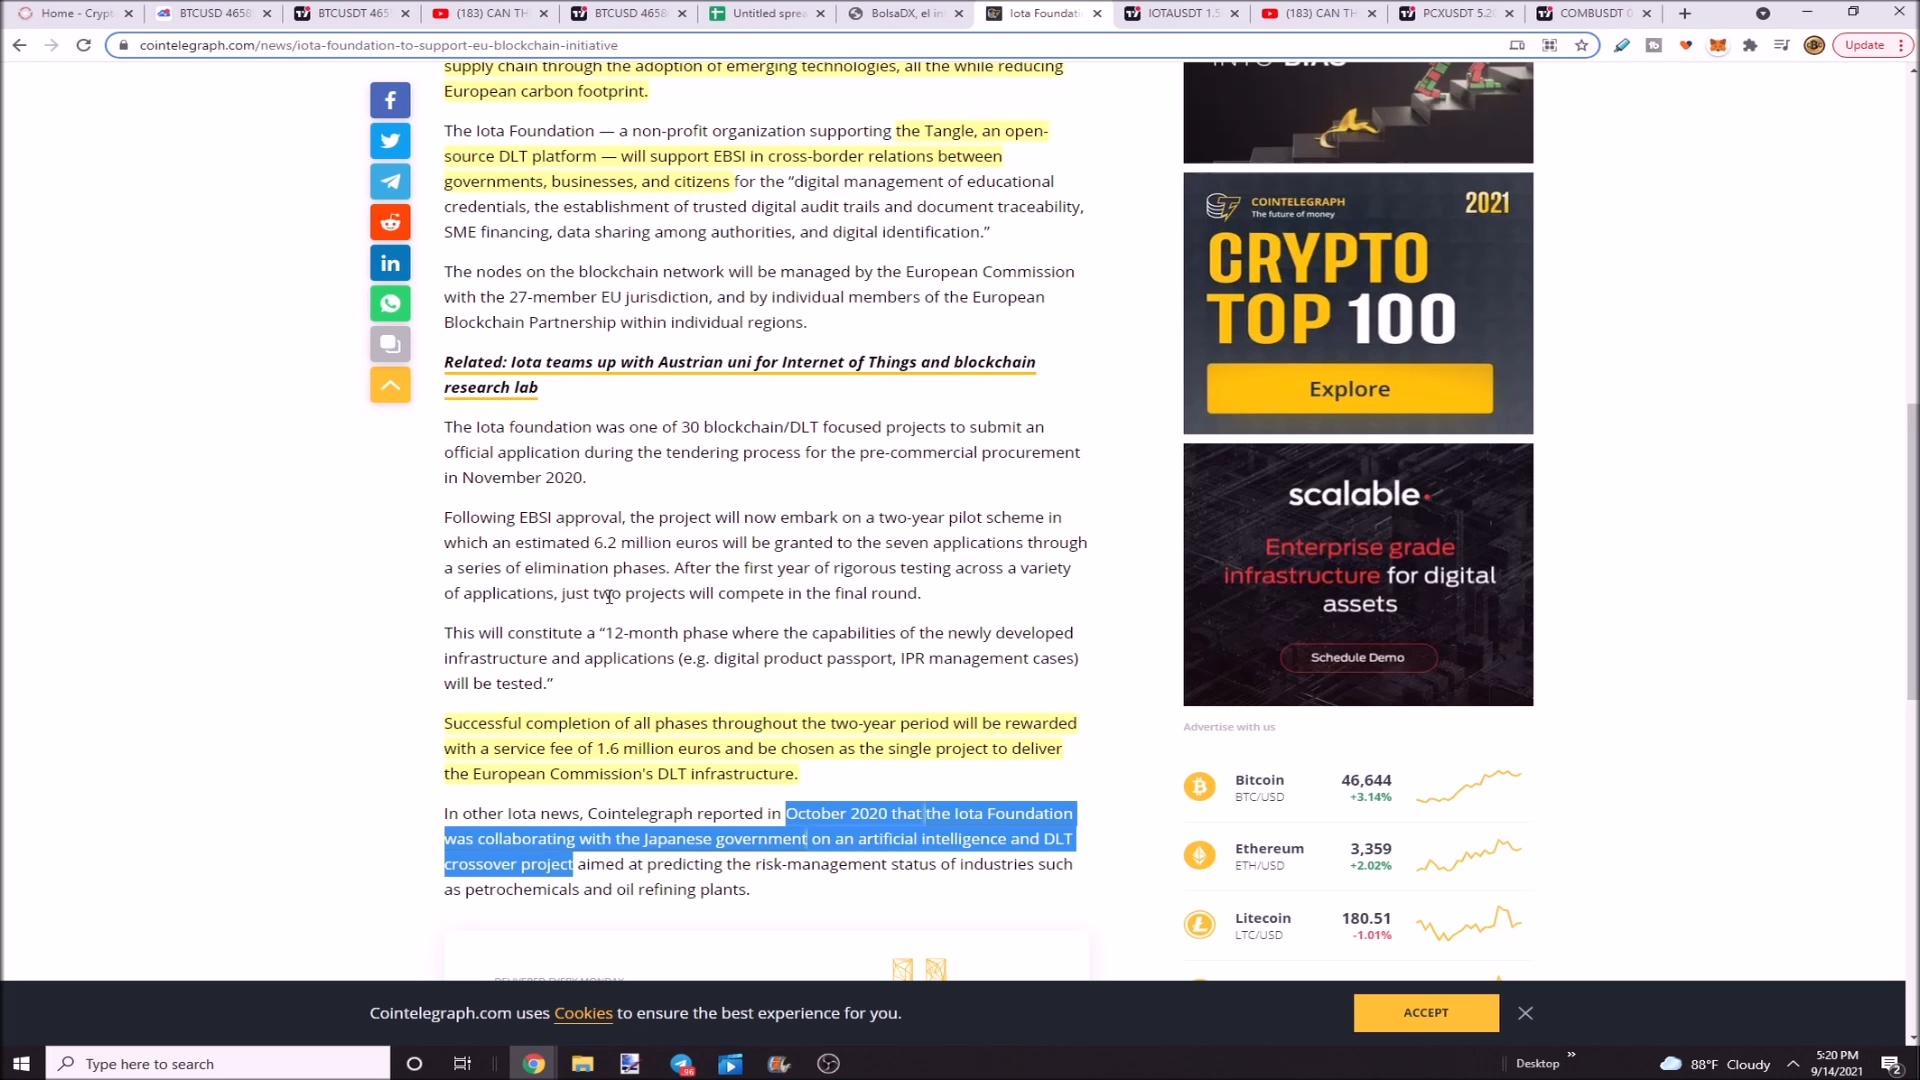 Home - Crypt
BTCUSD 4658
BTCUSDT 465
(183) CAN TH
BTCUSD 4658
Untitled spre
BolsaDX, el in
Iota Foundati
IOTAUSDT 1.5
(183) CAN TH
PCXUSDT 5.2
COMBUSDT 0
cointelegraph.com/news/iota-foundation-to-support-eu-blockchain-initiative
Update
supply chain through the adoption of emerging technologies, all the while reducing
European carbon footprint.
The Iota Foundation — a non-profit organization supporting the Tangle, an open-
source DLT platform — will support EBSI in cross-border relations between
governments, businesses, and citizens for the “digital management of educational
credentials, the establishment of trusted digital audit trails and document traceability,
SME financing, data sharing among authorities, and digital identification.”
The nodes on the blockchain network will be managed by the European Commission
with the 27-member EU jurisdiction, and by individual members of the European
Blockchain Partnership within individual regions.
Related: Iota teams up with Austrian uni for Internet of Things and blockchain
research lab
The Iota foundation was one of 30 blockchain/DLT focused projects to submit an
official application during the tendering process for the pre-commercial procurement
in November 2020.
Following EBSI approval, the project will now embark on a two-year pilot scheme in
which an estimated 6.2 million euros will be granted to the seven applications through
a series of elimination phases. After the first year of rigorous testing across a variety
of applications, just two projects will compete in the final round.
This will constitute a “12-month phase where the capabilities of the newly developed
infrastructure and applications (e.g. digital product passport, IPR management cases)
will be tested.”
Successful completion of all phases throughout the two-year period will be rewarded
with a service fee of 1.6 million euros and be chosen as the single project to deliver
the European Commission's DLT infrastructure.
In other Iota news, Cointelegraph reported in October 2020 that the Iota Foundation
was collaborating with the Japanese government on an artificial intelligence and DLT
crossover project aimed at predicting the risk-management status of industries such
as petrochemicals and oil refining plants.
DELIVERED EVERY MONDAY
INTO BIAS
COINTELEGRAPH
The future of money
2021
CRYPTO
TOP 100
Explore
scalable
Enterprise grade
infrastructure for digital
assets
Schedule Demo
Advertise with us
Bitcoin 46,644
BTC/USD +3.14%
Ethereum 3,359
ETH/USD +2.02%
Litecoin 180.51
LTC/USD -1.01%
Cointelegraph.com uses Cookies to ensure the best experience for you.
ACCEPT
Type here to search
96
Desktop
88°F Cloudy
5:20 PM
9/14/2021
2